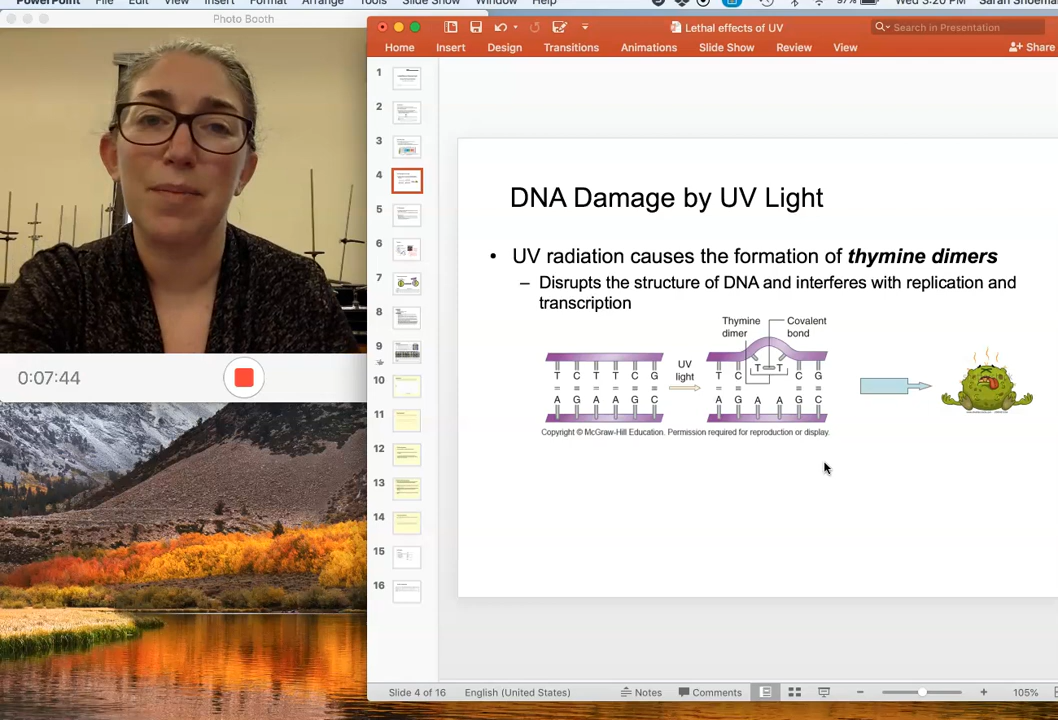 PowerPoint File Edit View Insert Format Arrange Tools Slide Show Window Help 97% Wed 3:20 PM
Photo Booth
Lethal effects of UV
Search in Presentation
Home Insert Design Transitions Animations Slide Show Review View Share
1
2
3
4
5
6
7
8
9
10
11
12
13
14
15
16
0:07:44
DNA Damage by UV Light
• UV radiation causes the formation of thymine dimers
– Disrupts the structure of DNA and interferes with replication and
transcription
Thymine
dimer
Covalent
bond
T C T T C G
= = = = = =
A G A A G C
UV
light
T C T T C G
A G A A G C
Copyright © McGraw-Hill Education. Permission required for reproduction or display.
Slide 4 of 16 English (United States) Notes Comments 105%